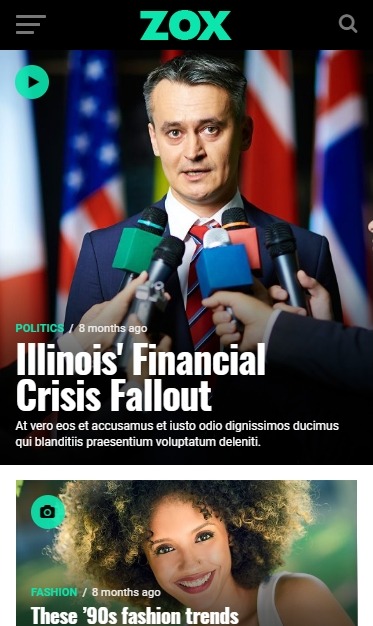 ZOX
POLITICS / 8 months ago
Illinois' Financial
Crisis Fallout
At vero eos et accusamus et iusto odio dignissimos ducimus
qui blanditiis praesentium voluptatum deleniti.
FASHION / 8 months ago
These ’90s fashion trends